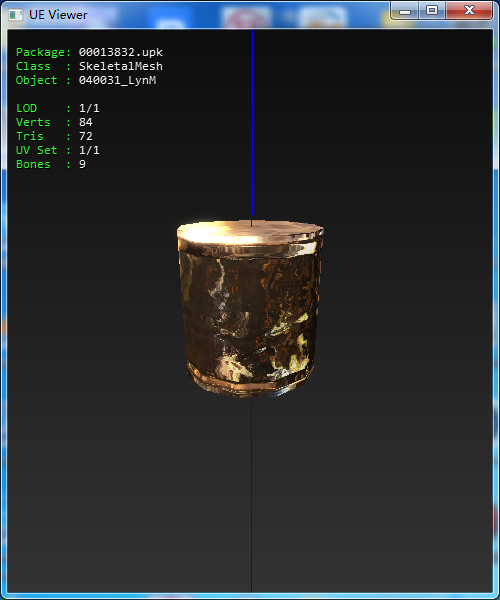 UE Viewer
Package: 00013832.upk
Class : SkeletalMesh
Object : 040031_LynM
LOD : 1/1
Verts : 84
Tris : 72
UV Set : 1/1
Bones : 9